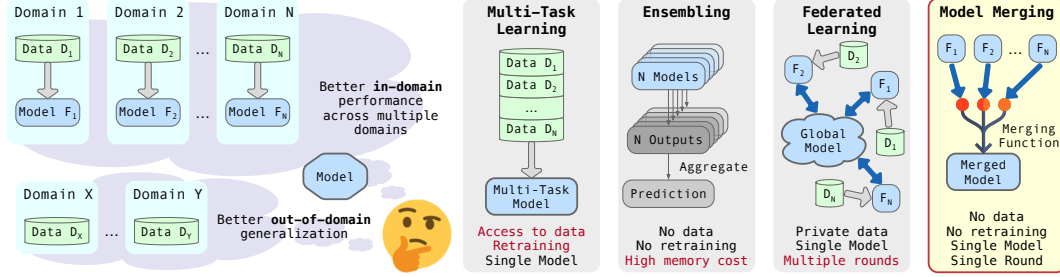 Domain 1
Data D1
Model F1
Domain 2
Data D2
Model F2
...
...
Domain N
Data DN
Model FN
Better in-domain
performance
across multiple
domains
Domain X
Data DX
...
Domain Y
Data DY
Better out-of-domain
generalization
Model
Multi-Task
Learning
Data D1
Data D2
...
Data DN
Multi-Task
Model
Access to data
Retraining
Single Model
Ensembling
N Models
N Outputs
Aggregate
Prediction
No data
No retraining
High memory cost
Federated
Learning
F2
D2
F1
D1
Global
Model
DN
FN
Private data
Single Model
Multiple rounds
Model Merging
F1
F2
...
FN
Merging
Function
Merged
Model
No data
No retraining
Single Model
Single Round